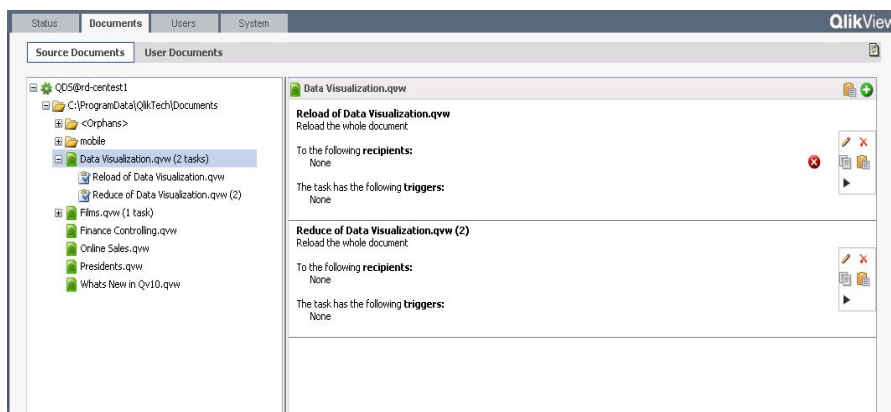 Status Documents Users System QlikView
Source Documents User Documents
QDS@rd-centest1
C:\ProgramData\QlikTech\Documents
<Orphans>
mobile
Data Visualization.qvw (2 tasks)
Reload of Data Visualization.qvw
Reduce of Data Visualization.qvw (2)
Films.qvw (1 task)
Finance Controlling.qvw
Online Sales.qvw
Presidents.qvw
Whats New in Qv10.qvw
Data Visualization.qvw
Reload of Data Visualization.qvw
Reload the whole document
To the following recipients:
None
The task has the following triggers:
None
Reduce of Data Visualization.qvw (2)
Reload the whole document
To the following recipients:
None
The task has the following triggers:
None